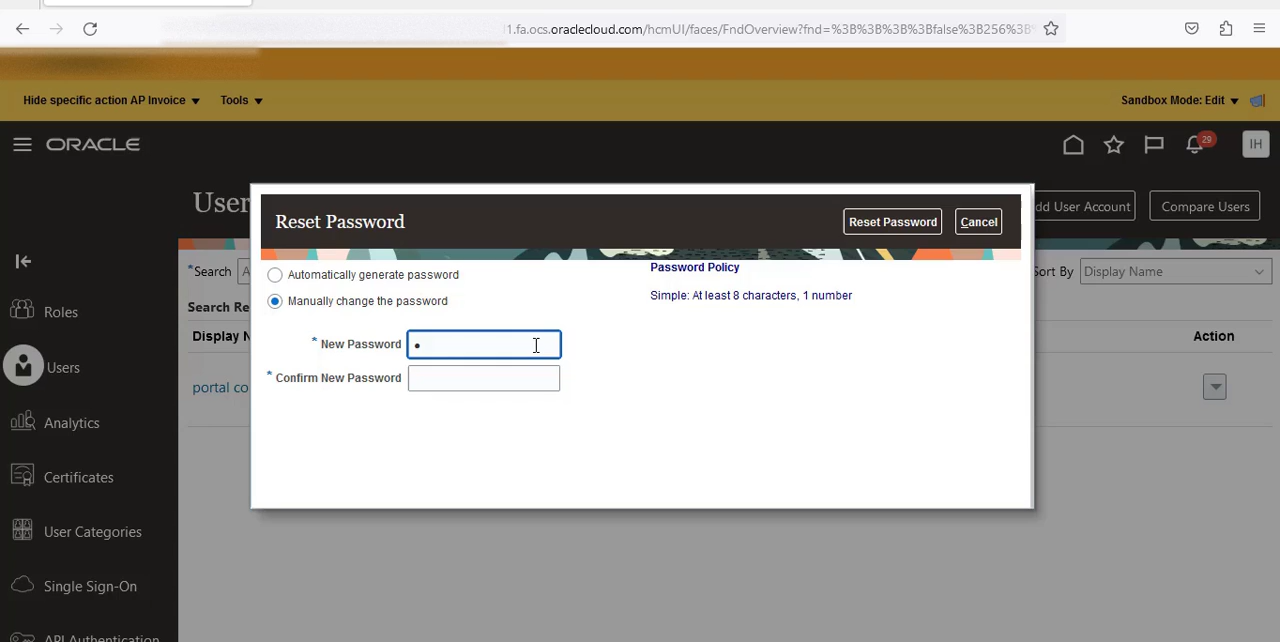 1.fa.ocs.oraclecloud.com/hcmUI/faces/FndOverview?fnd=%3B%3B%3B%3Bfalse%3B256%3B%
Hide specific action AP Invoice Tools Sandbox Mode: Edit
ORACLE 29 IH
User
Reset Password Reset Password Cancel
dd User Account Compare Users
*Search A Sort By Display Name
Automatically generate password
Manually change the password
Password Policy
Simple: At least 8 characters, 1 number
Search Re
Display N Action
* New Password
* Confirm New Password
portal co
Roles
Users
Analytics
Certificates
User Categories
Single Sign-On
API Authentication